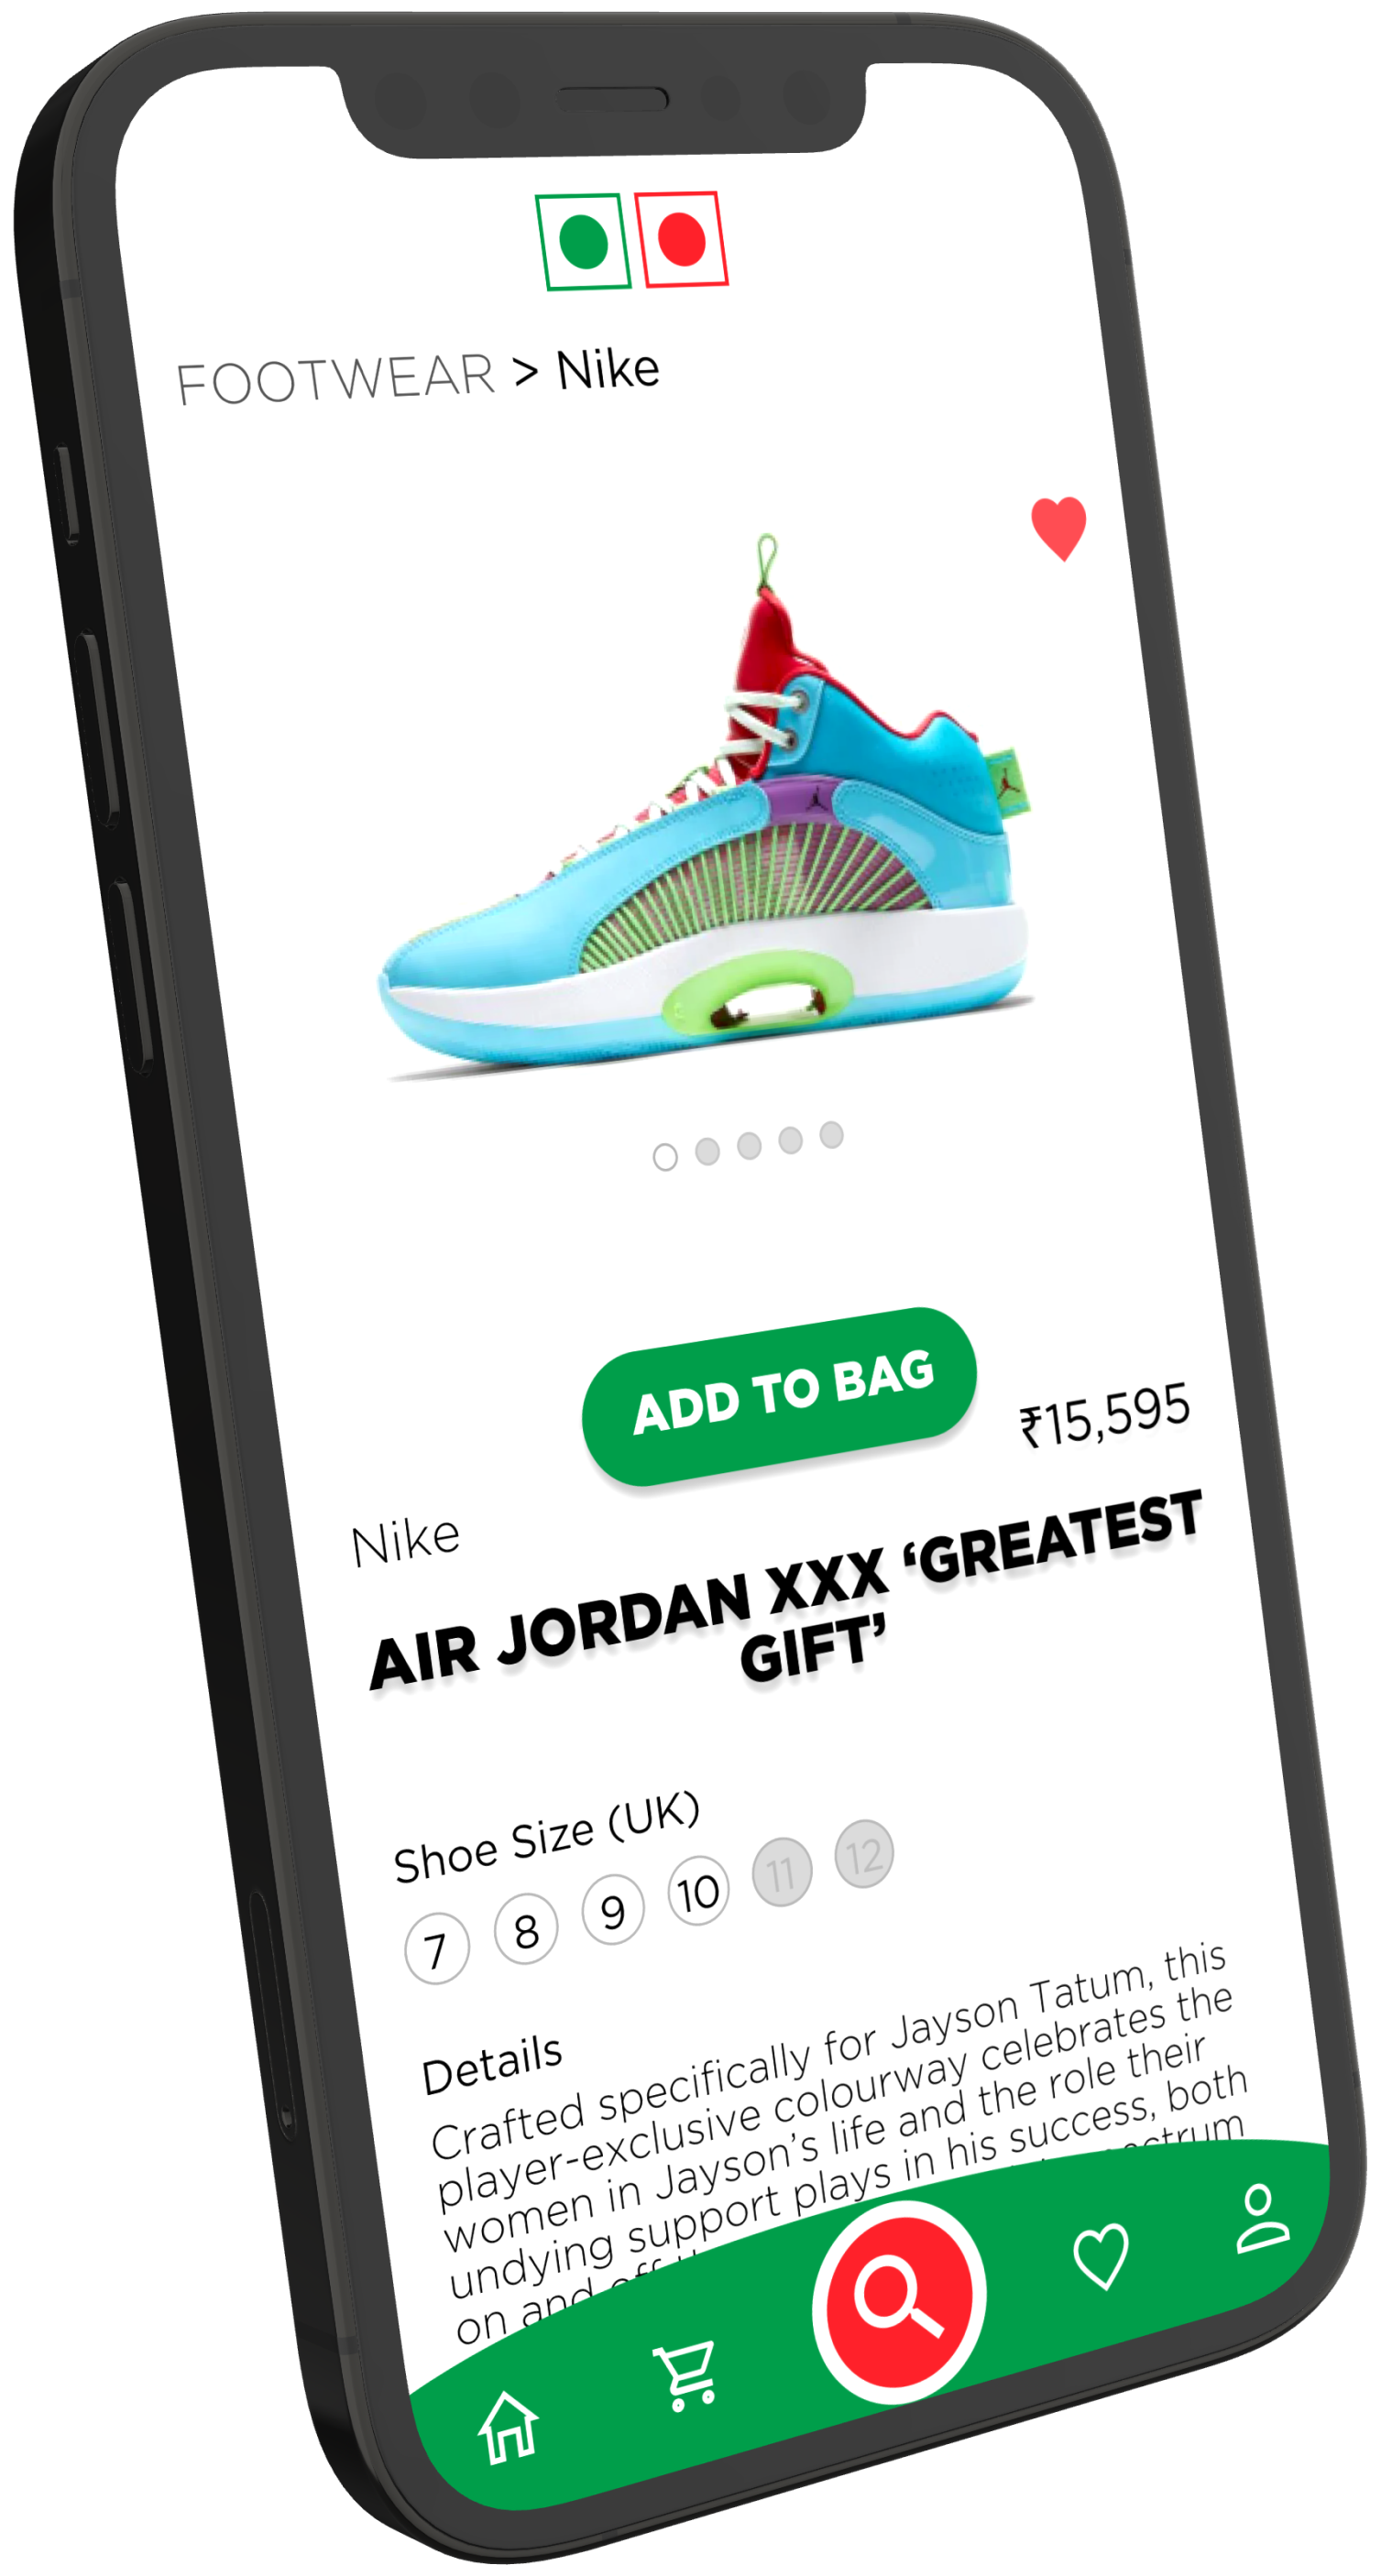 FOOTWEAR > Nike
ADD TO BAG
₹15,595
Nike
AIR JORDAN XXX ‘GREATEST
GIFT’
Shoe Size (UK)
7 8 9 10 11 12
Details
Crafted specifically for Jayson Tatum, this
player-exclusive colourway celebrates the
women in Jayson’s life and the role their
undying support plays in his success, both
on and